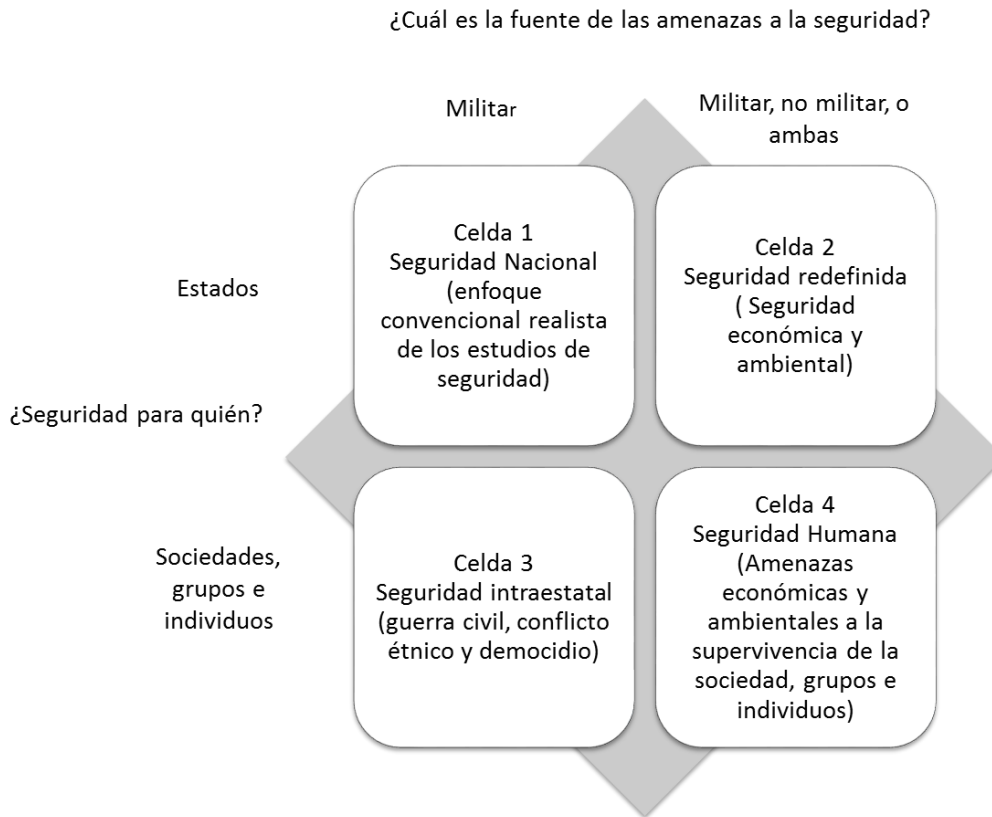 ¿Cuál es la fuente de las amenazas a la seguridad?
Militar
Militar, no militar, o
ambas
Estados
Celda 1
Seguridad Nacional
(enfoque
convencional realista
de los estudios de
seguridad)
Celda 2
Seguridad redefinida
( Seguridad
económica y
ambiental)
¿Seguridad para quién?
Sociedades,
grupos e
individuos
Celda 3
Seguridad intraestatal
(guerra civil, conflicto
étnico y democidio)
Celda 4
Seguridad Humana
(Amenazas
económicas y
ambientales a la
supervivencia de la
sociedad, grupos e
individuos)